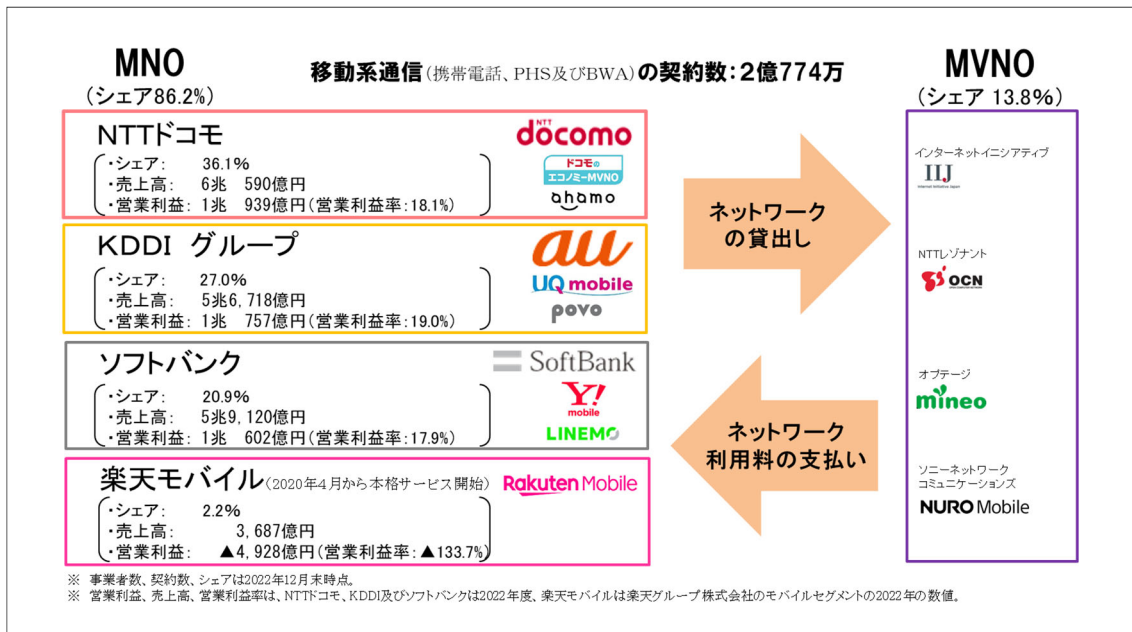 MNO
(シェア86.2%)
移動系通信(携帯電話、PHS及びBWA)の契約数:2億774万
MVNO
(シェア 13.8%)
NTTドコモ
・シェア: 36.1%
・売上高: 6兆 590億円
・営業利益: 1兆 939億円(営業利益率:18.1%)
NTT
döcomo
ドコモの
エコノミーMVNO
ahamo
KDDI グループ
・シェア: 27.0%
・売上高: 5兆6,718億円
・営業利益: 1兆 757億円(営業利益率:19.0%)
au
UQ mobile
povo
ソフトバンク
・シェア: 20.9%
・売上高: 5兆9,120億円
・営業利益: 1兆 602億円(営業利益率:17.9%)
SoftBank
Y!
mobile
LINEMO
楽天モバイル(2020年4月から本格サービス開始)
・シェア: 2.2%
・売上高: 3,687億円
・営業利益: ▲4,928億円(営業利益率:▲133.7%)
Rakuten Mobile
ネットワーク
の貸出し
ネットワーク
利用料の支払い
インターネットイニシアティブ
IIJ
Internet Initiative Japan
NTTレゾナント
OCN
オプテージ
mineo
ソニーネットワーク
コミュニケーションズ
NURO Mobile
※ 事業者数、契約数、シェアは2022年12月末時点。
※ 営業利益、売上高、営業利益率は、NTTドコモ、KDDI及びソフトバンクは2022年度、楽天モバイルは楽天グループ株式会社のモバイルセグメントの2022年の数値。